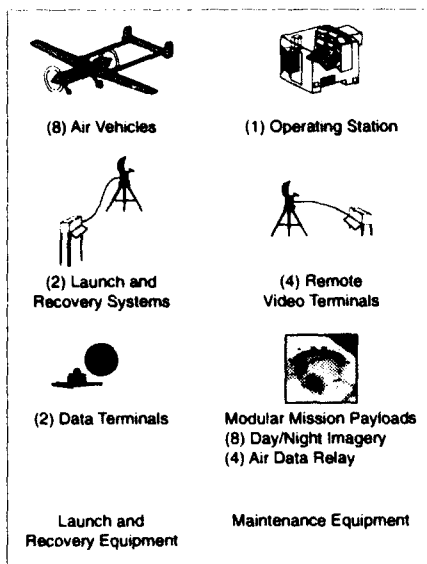 (8) Air Vehicles
(1) Operating Station
(2) Launch and
Recovery Systems
(4) Remote
Video Terminals
(2) Data Terminals
Modular Mission Payloads
(8) Day/Night Imagery
(4) Air Data Relay
Launch and
Recovery Equipment
Maintenance Equipment